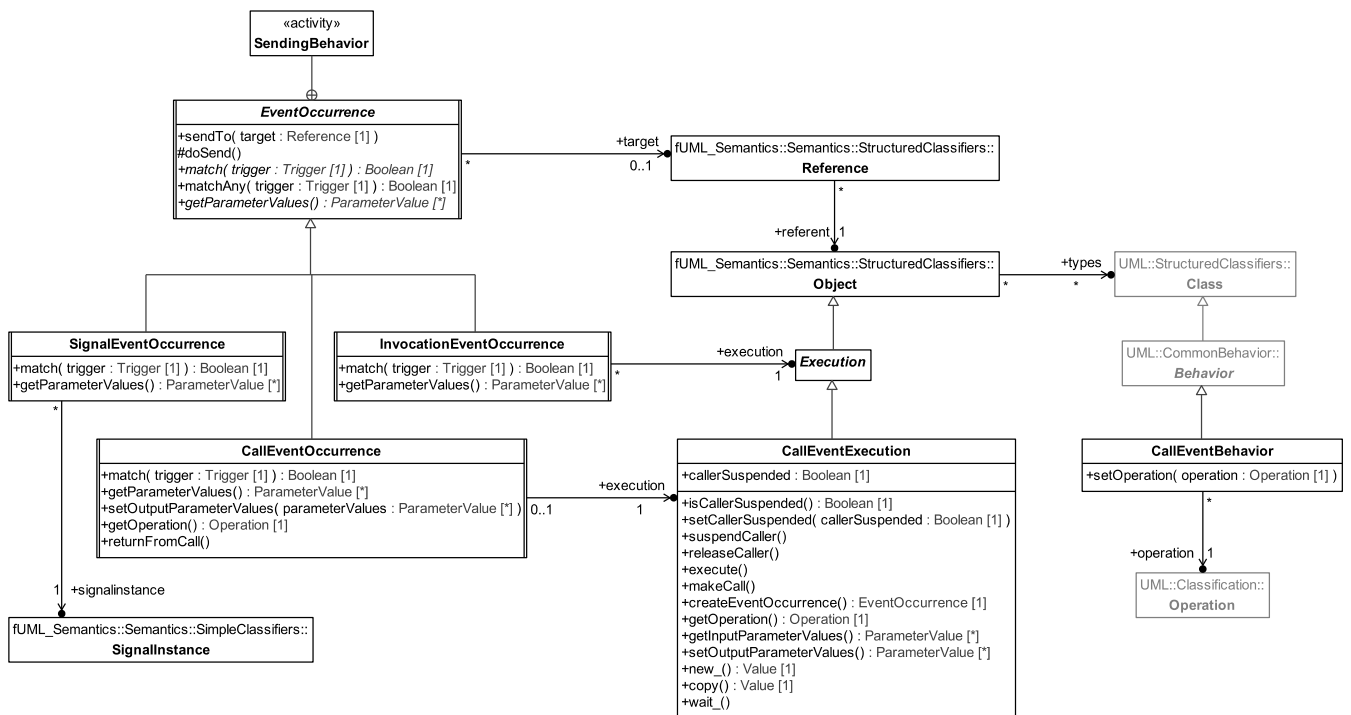 «activity»
SendingBehavior
EventOccurrence
+sendTo( target : Reference [1] )
#doSend()
+match( trigger : Trigger [1] ) : Boolean [1]
+matchAny( trigger : Trigger [1] ) : Boolean [1]
+getParameterValues() : ParameterValue [*]
+target
*
0..1
fUML_Semantics::Semantics::StructuredClassifiers::
Reference
*
+referent 1
fUML_Semantics::Semantics::StructuredClassifiers::
Object
+types
*
*
UML::StructuredClassifiers::
Class
SignalEventOccurrence
+match( trigger : Trigger [1] ) : Boolean [1]
+getParameterValues() : ParameterValue [*]
*
InvocationEventOccurrence
+match( trigger : Trigger [1] ) : Boolean [1]
+getParameterValues() : ParameterValue [*]
+execution
*
1
Execution
UML::CommonBehavior::
Behavior
CallEventOccurrence
+match( trigger : Trigger [1] ) : Boolean [1]
+getParameterValues() : ParameterValue [*]
+setOutputParameterValues( parameterValues : ParameterValue [*] )
+getOperation() : Operation [1]
+returnFromCall()
+execution
0..1
1
CallEventExecution
+callerSuspended : Boolean [1]
+isCallerSuspended() : Boolean [1]
+setCallerSuspended( callerSuspended : Boolean [1] )
+suspendCaller()
+releaseCaller()
+execute()
+makeCall()
+createEventOccurrence() : EventOccurrence [1]
+getOperation() : Operation [1]
+getInputParameterValues() : ParameterValue [*]
+setOutputParameterValues() : ParameterValue [*]
+new_() : Value [1]
+copy() : Value [1]
+wait_()
CallEventBehavior
+setOperation( operation : Operation [1] )
*
+operation 1
UML::Classification::
Operation
1 +signalinstance
fUML_Semantics::Semantics::SimpleClassifiers::
SignalInstance